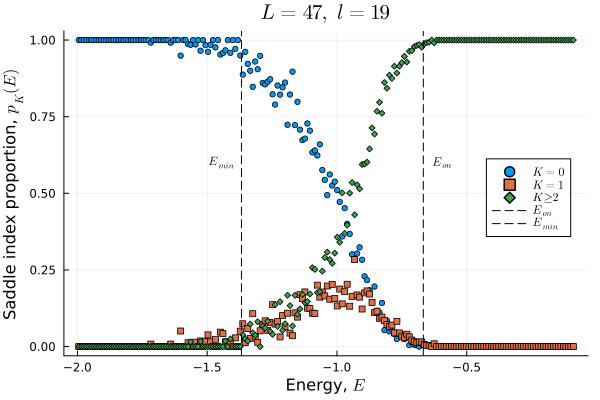 L = 47, l = 19
Saddle index proportion, p_K(E)
1.00
0.75
0.50
0.25
0.00
E_min
E_on
K = 0
K = 1
K≥2
E_on
E_min
−2.0 −1.5 −1.0 −0.5
Energy, E